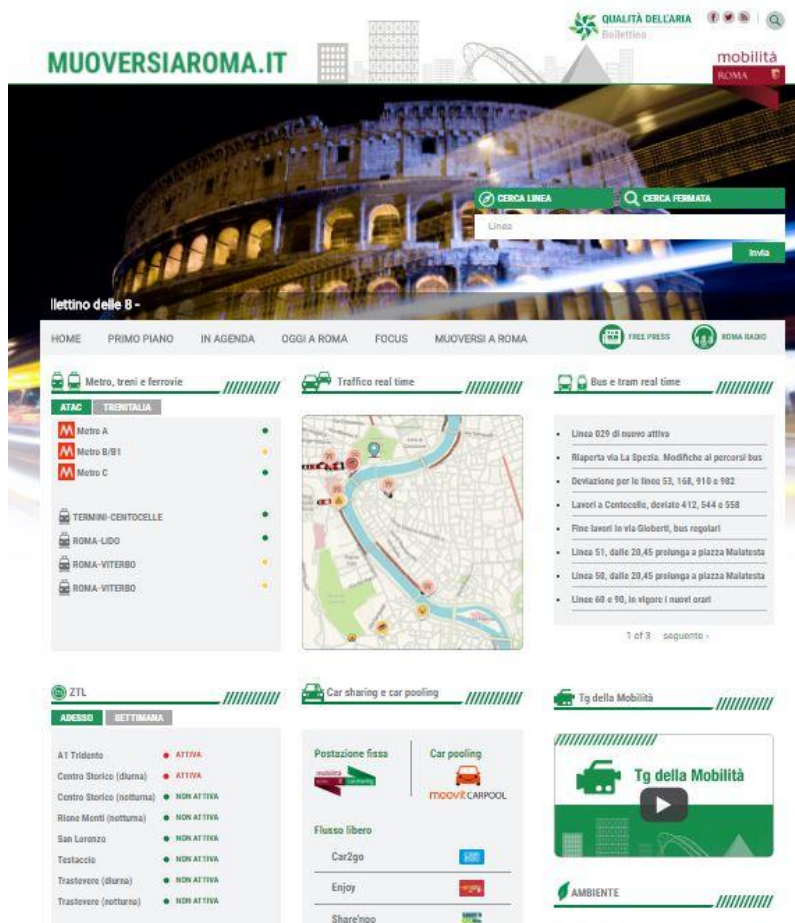 QUALITÀ DELL'ARIA
Bollettino
MUOVERSIAROMA.IT
mobilità
ROMA
CERCA LINEA
CERCA FERMATA
Linea
Invia
llettino delle 8 -
HOME PRIMO PIANO IN AGENDA OGGI A ROMA FOCUS MUOVERSI A ROMA FREE PRESS ROMA RADIO
Metro, treni e ferrovie
ATAC TRENITALIA
M Metro A
M Metro B/B1
M Metro C
TERMINI-CENTOCELLE
ROMA-LIDO
ROMA-VITERBO
ROMA-VITERBO
Traffico real time
Bus e tram real time
Linea 029 di nuovo attiva
Riaperta via La Spezia. Modifiche ai percorsi bus
Deviazione per le linee 53, 168, 910 e 982
Lavori a Centocelle, deviate 412, 544 e 558
Fine lavori in via Gioberti, bus regolari
Linea 51, dalle 20,45 prolunga a piazza Malatesta
Linea 50, dalle 20,45 prolunga a piazza Malatesta
Linee 60 e 90, in vigore i nuovi orari
1 of 3 seguente ›
ZTL
ADESSO SETTIMANA
A1 Tridente ATTIVA
Centro Storico (diurna) ATTIVA
Centro Storico (notturna) NON ATTIVA
Rione Monti (notturna) NON ATTIVA
San Lorenzo NON ATTIVA
Testaccio NON ATTIVA
Trastevere (diurna) NON ATTIVA
Trastevere (notturna) NON ATTIVA
Car sharing e car pooling
Postazione fissa
mobilità
carsharing
Car pooling
moovit CARPOOL
Flusso libero
Car2go
Enjoy
Share'ngo
Tg della Mobilità
Tg della Mobilità
AMBIENTE